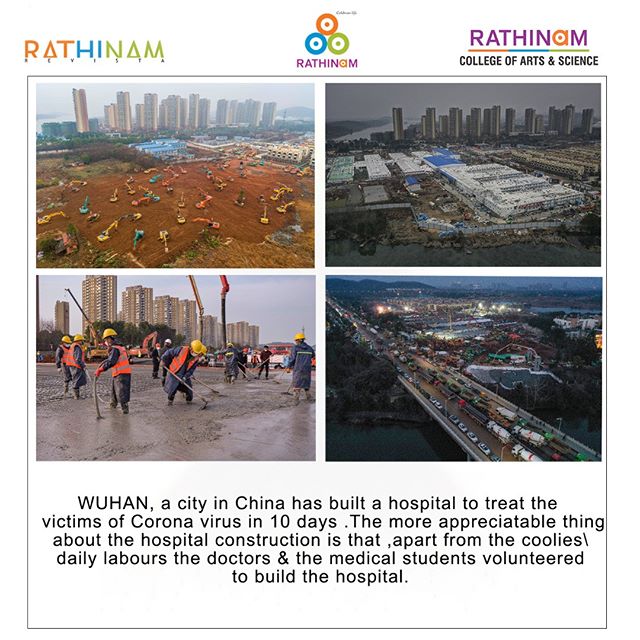 Celebrate life
RATHINAM
REVISTA
RATHINAM
RATHINAM
COLLEGE OF ARTS & SCIENCE
WUHAN, a city in China has built a hospital to treat the
victims of Corona virus in 10 days .The more appreciatable thing
about the hospital construction is that ,apart from the coolies\
daily labours the doctors & the medical students volunteered
to build the hospital.